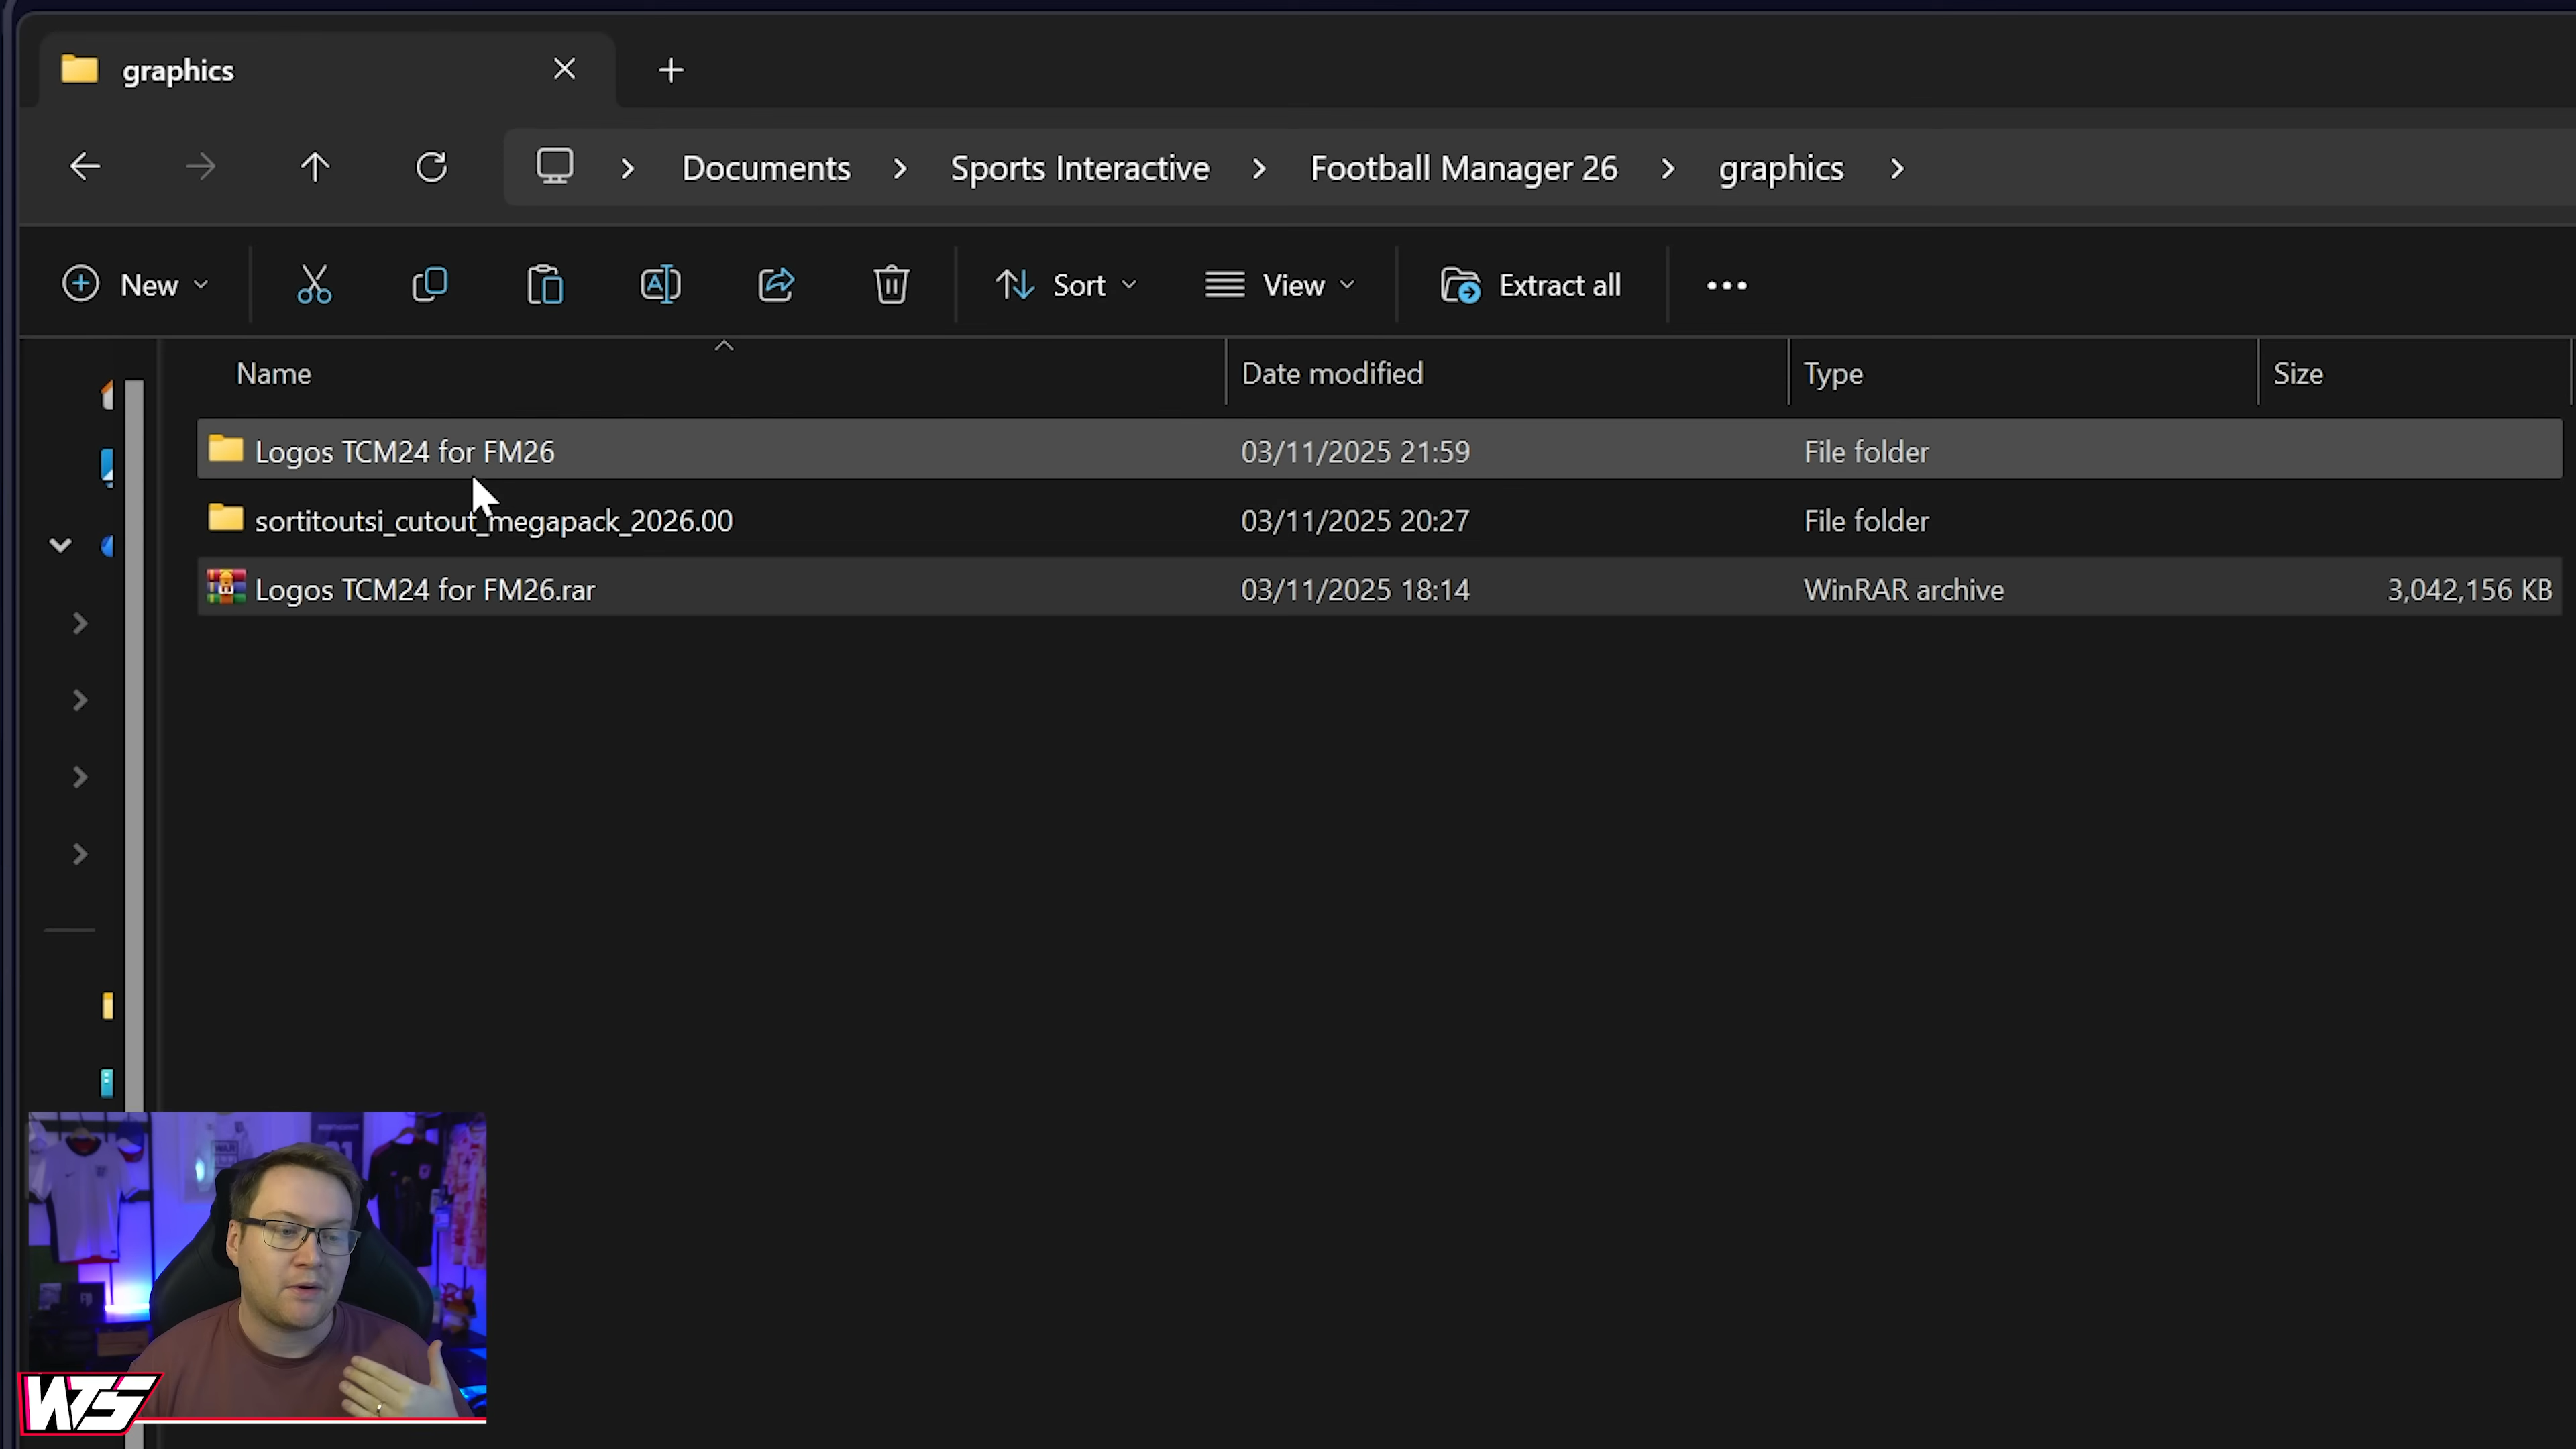 graphics
Documents > Sports Interactive > Football Manager 26 > graphics >
New Sort View Extract all
Name Date modified Type Size
Logos TCM24 for FM26 03/11/2025 21:59 File folder
sortitoutsi_cutout_megapack_2026.00 03/11/2025 20:27 File folder
Logos TCM24 for FM26.rar 03/11/2025 18:14 WinRAR archive 3,042,156 KB
WTS